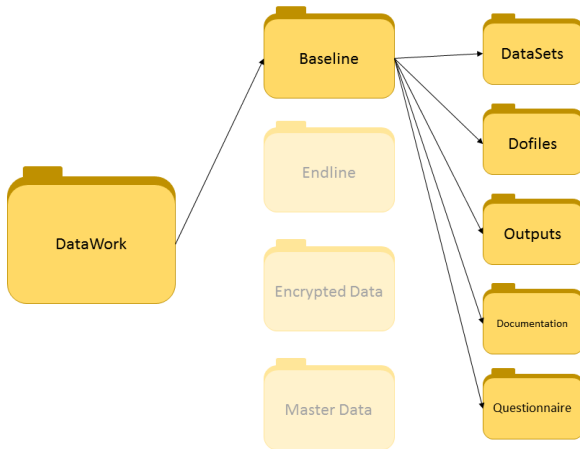 DataWork
Baseline
Endline
Encrypted Data
Master Data
DataSets
Dofiles
Outputs
Documentation
Questionnaire